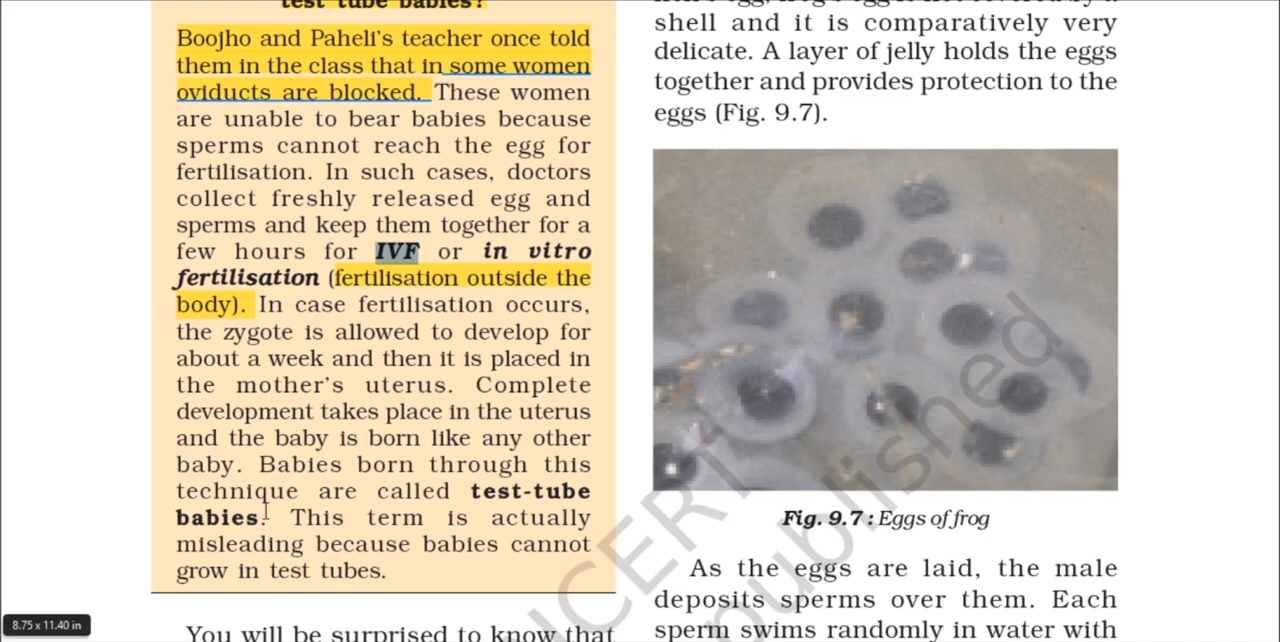 test tube babies?
Boojho and Paheli's teacher once told
them in the class that in some women
oviducts are blocked. These women
are unable to bear babies because
sperms cannot reach the egg for
fertilisation. In such cases, doctors
collect freshly released egg and
sperms and keep them together for a
few hours for IVF or in vitro
fertilisation (fertilisation outside the
body). In case fertilisation occurs,
the zygote is allowed to develop for
about a week and then it is placed in
the mother's uterus. Complete
development takes place in the uterus
and the baby is born like any other
baby. Babies born through this
technique are called test-tube
babies. This term is actually
misleading because babies cannot
grow in test tubes.
You will be surprised to know that
shell and it is comparatively very
delicate. A layer of jelly holds the eggs
together and provides protection to the
eggs (Fig. 9.7).
Fig. 9.7 : Eggs of frog
As the eggs are laid, the male
deposits sperms over them. Each
sperm swims randomly in water with
NCERT
published
8.75 x 11.40 in